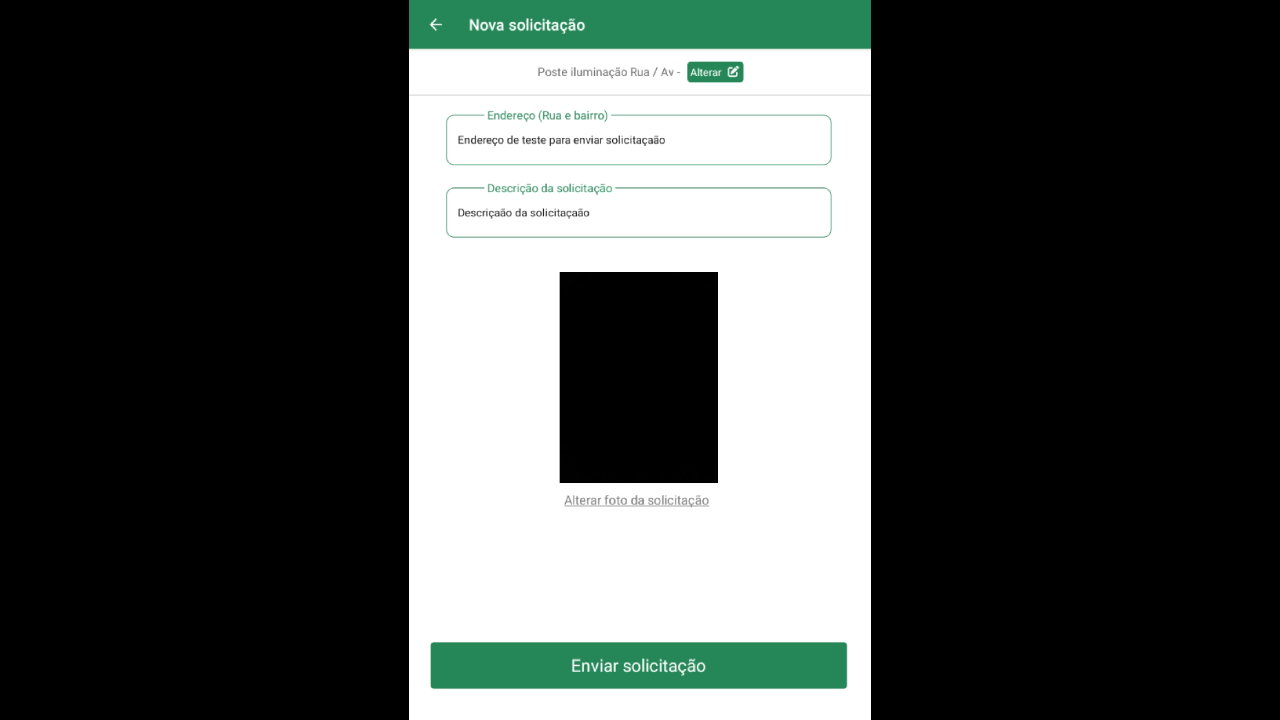 Nova solicitação
Poste iluminação Rua / Av - Alterar
Endereço (Rua e bairro)
Endereço de teste para enviar solicitaçaão
Descrição da solicitação
Descriçaão da solicitaçaão
Alterar foto da solicitação
Enviar solicitação